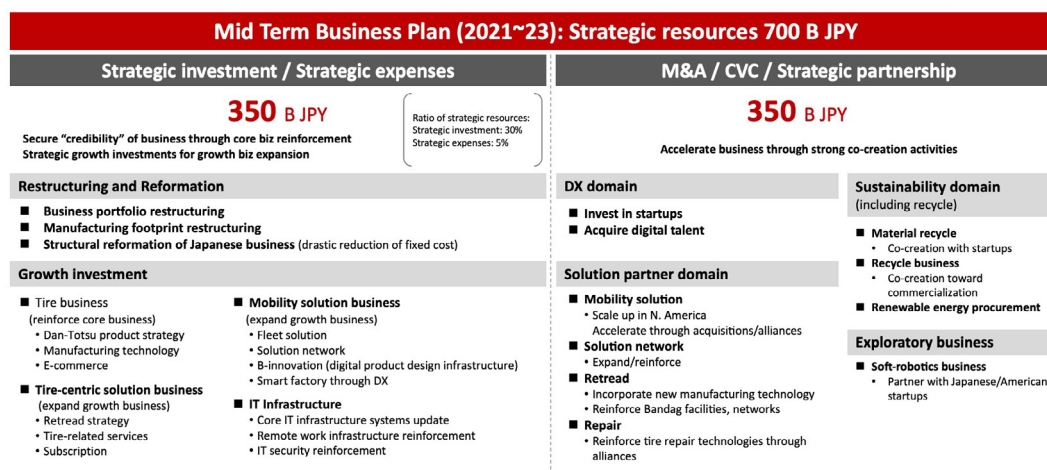 Mid Term Business Plan (2021~23): Strategic resources 700 B JPY
Strategic investment / Strategic expenses
350 B JPY
Secure “credibility” of business through core biz reinforcement
Strategic growth investments for growth biz expansion
Ratio of strategic resources:
Strategic investment: 30%
Strategic expenses: 5%
Restructuring and Reformation
■ Business portfolio restructuring
■ Manufacturing footprint restructuring
■ Structural reformation of Japanese business (drastic reduction of fixed cost)
Growth investment
■ Tire business
(reinforce core business)
• Dan-Totsu product strategy
• Manufacturing technology
• E-commerce
■ Tire-centric solution business
(expand growth business)
• Retread strategy
• Tire-related services
• Subscription
■ Mobility solution business
(expand growth business)
• Fleet solution
• Solution network
• B-innovation (digital product design infrastructure)
• Smart factory through DX
■ IT Infrastructure
• Core IT infrastructure systems update
• Remote work infrastructure reinforcement
• IT security reinforcement
M&A / CVC / Strategic partnership
350 B JPY
Accelerate business through strong co-creation activities
DX domain
■ Invest in startups
■ Acquire digital talent
Solution partner domain
■ Mobility solution
• Scale up in N. America
Accelerate through acquisitions/alliances
■ Solution network
• Expand/reinforce
■ Retread
• Incorporate new manufacturing technology
• Reinforce Bandag facilities, networks
■ Repair
• Reinforce tire repair technologies through
alliances
Sustainability domain
(including recycle)
■ Material recycle
• Co-creation with startups
■ Recycle business
• Co-creation toward
commercialization
■ Renewable energy procurement
Exploratory business
■ Soft-robotics business
• Partner with Japanese/American
startups